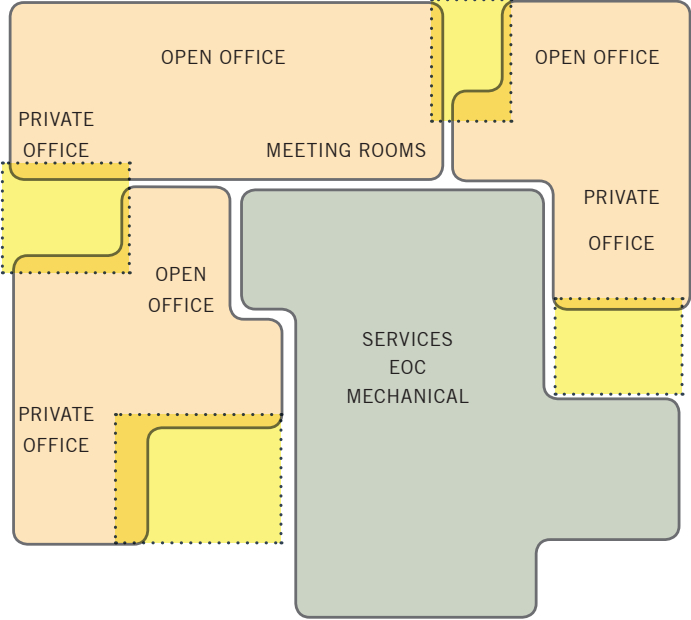 OPEN OFFICE
OPEN OFFICE
PRIVATE
OFFICE
MEETING ROOMS
PRIVATE
OFFICE
OPEN
OFFICE
SERVICES
EOC
MECHANICAL
PRIVATE
OFFICE